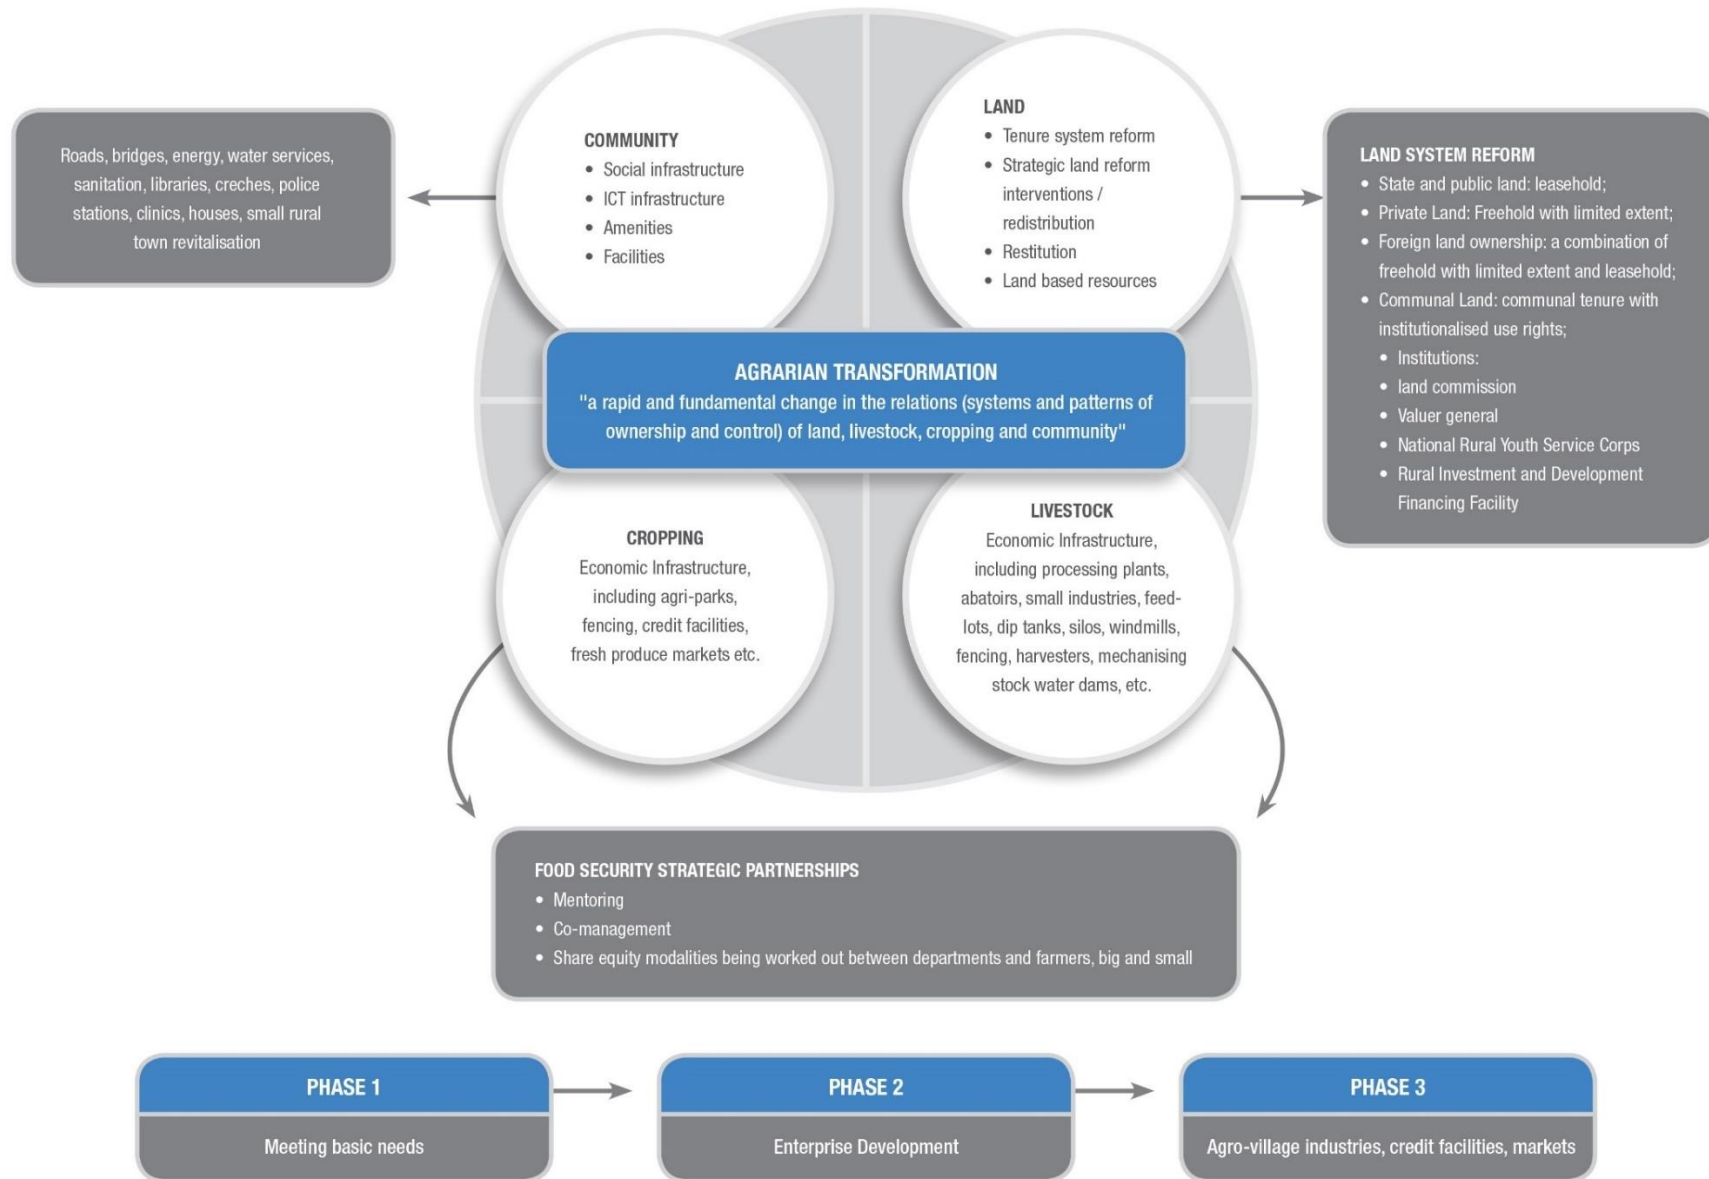 COMMUNITY
• Social infrastructure
• ICT infrastructure
• Amenities
• Facilities
LAND
• Tenure system reform
• Strategic land reform
interventions /
redistribution
• Restitution
• Land based resources
Roads, bridges, energy, water services,
sanitation, libraries, creches, police
stations, clinics, houses, small rural
town revitalisation
LAND SYSTEM REFORM
• State and public land: leasehold;
• Private Land: Freehold with limited extent;
• Foreign land ownership: a combination of
freehold with limited extent and leasehold;
• Communal Land: communal tenure with
institutionalised use rights;
• Institutions:
• land commission
• Valuer general
• National Rural Youth Service Corps
• Rural Investment and Development
Financing Facility
AGRARIAN TRANSFORMATION
"a rapid and fundamental change in the relations (systems and patterns of
ownership and control) of land, livestock, cropping and community"
CROPPING
Economic Infrastructure,
including agri-parks,
fencing, credit facilities,
fresh produce markets etc.
LIVESTOCK
Economic Infrastructure,
including processing plants,
abatoirs, small industries, feed-
lots, dip tanks, silos, windmills,
fencing, harvesters, mechanising
stock water dams, etc.
FOOD SECURITY STRATEGIC PARTNERSHIPS
• Mentoring
• Co-management
• Share equity modalities being worked out between departments and farmers, big and small
PHASE 1
Meeting basic needs
PHASE 2
Enterprise Development
PHASE 3
Agro-village industries, credit facilities, markets